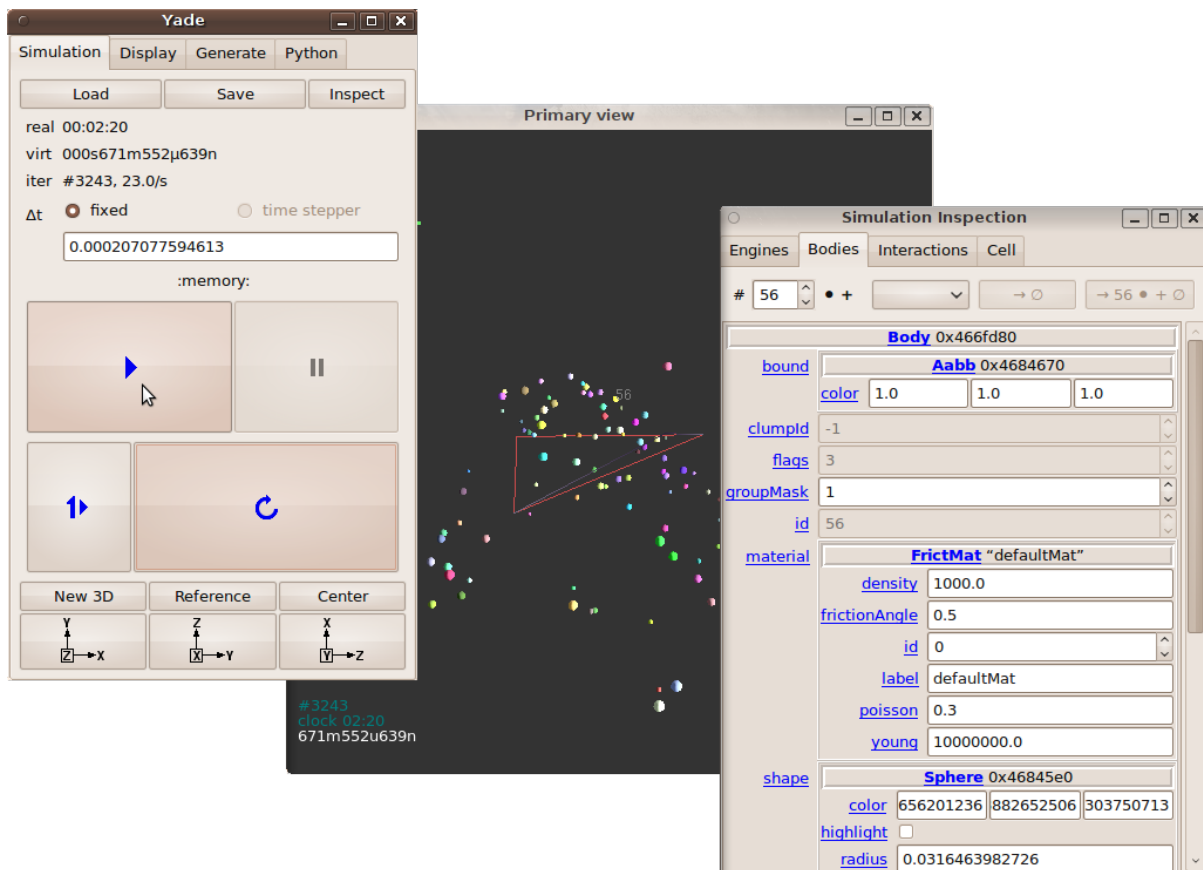 Yade
Simulation Display Generate Python
Load Save Inspect
real 00:02:20
virt 000s671m552µ639n
iter #3243, 23.0/s
Δt fixed time stepper
0.000207077594613
:memory:
1
New 3D Reference Center
Y Z X
Z X X Y Y Z
Primary view
56
#3243
clock 02:20
671m552u639n
Simulation Inspection
Engines Bodies Interactions Cell
# 56 • + → ∅ → 56 • + ∅
Body 0x466fd80
bound Aabb 0x4684670
color 1.0 1.0 1.0
clumpId -1
flags 3
groupMask 1
id 56
material FrictMat “defaultMat”
density 1000.0
frictionAngle 0.5
id 0
label defaultMat
poisson 0.3
young 10000000.0
shape Sphere 0x46845e0
color 656201236 882652506 303750713
highlight
radius 0.0316463982726